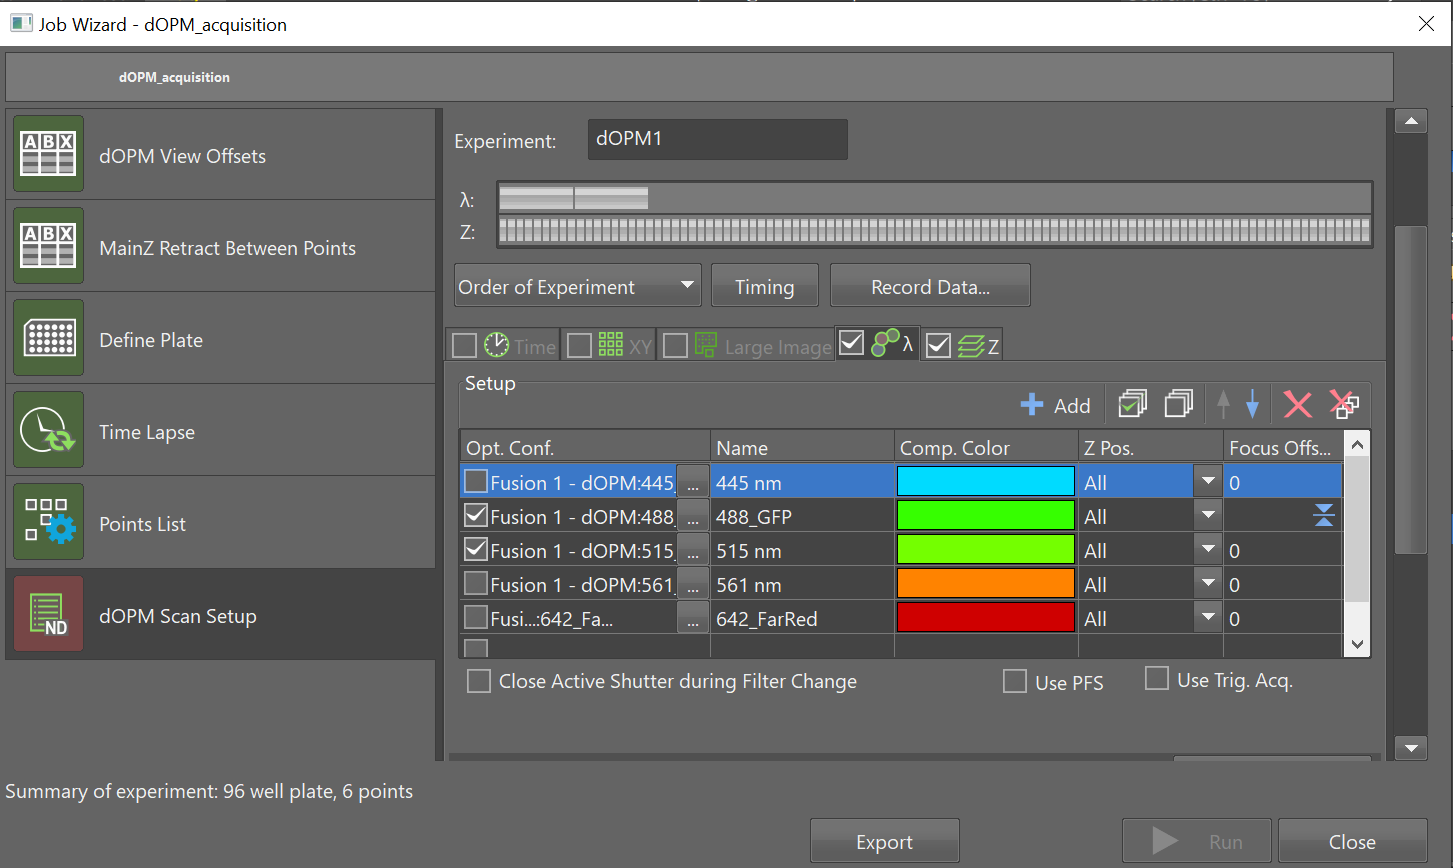 Job Wizard - dOPM_acquisition
dOPM_acquisition
ABX
dOPM View Offsets
ABX
MainZ Retract Between Points
Define Plate
Time Lapse
Points List
ND
dOPM Scan Setup
Experiment: dOPM1
λ:
Z:
Order of Experiment Timing Record Data...
Time XY Large Image λ Z
Setup
Add
Opt. Conf. Name Comp. Color Z Pos. Focus Offs...
Fusion 1 - dOPM:445_ ... 445 nm All 0
Fusion 1 - dOPM:488_ ... 488_GFP All
Fusion 1 - dOPM:515_ ... 515 nm All 0
Fusion 1 - dOPM:561_ ... 561 nm All 0
Fusi...:642_Fa... ... 642_FarRed All 0
Close Active Shutter during Filter Change Use PFS Use Trig. Acq.
Summary of experiment: 96 well plate, 6 points
Export Run Close